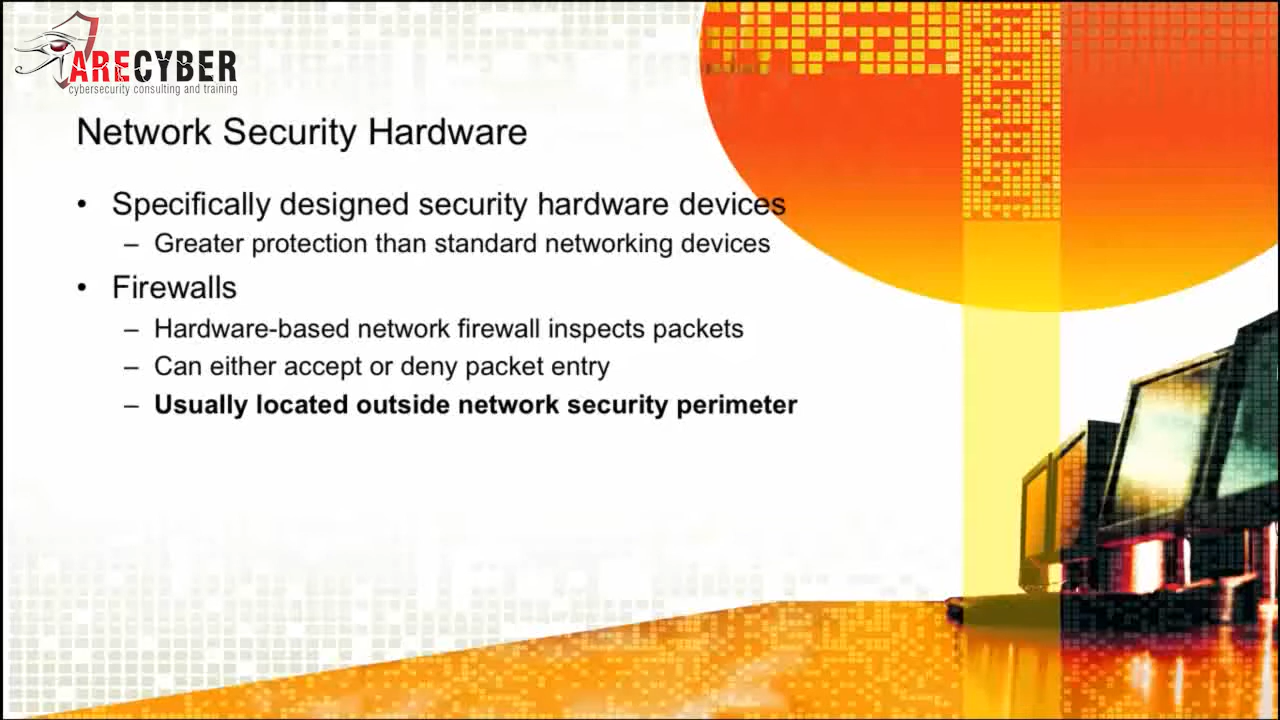 ARECYBER
cybersecurity consulting and training
Network Security Hardware
• Specifically designed security hardware devices
– Greater protection than standard networking devices
• Firewalls
– Hardware-based network firewall inspects packets
– Can either accept or deny packet entry
– Usually located outside network security perimeter